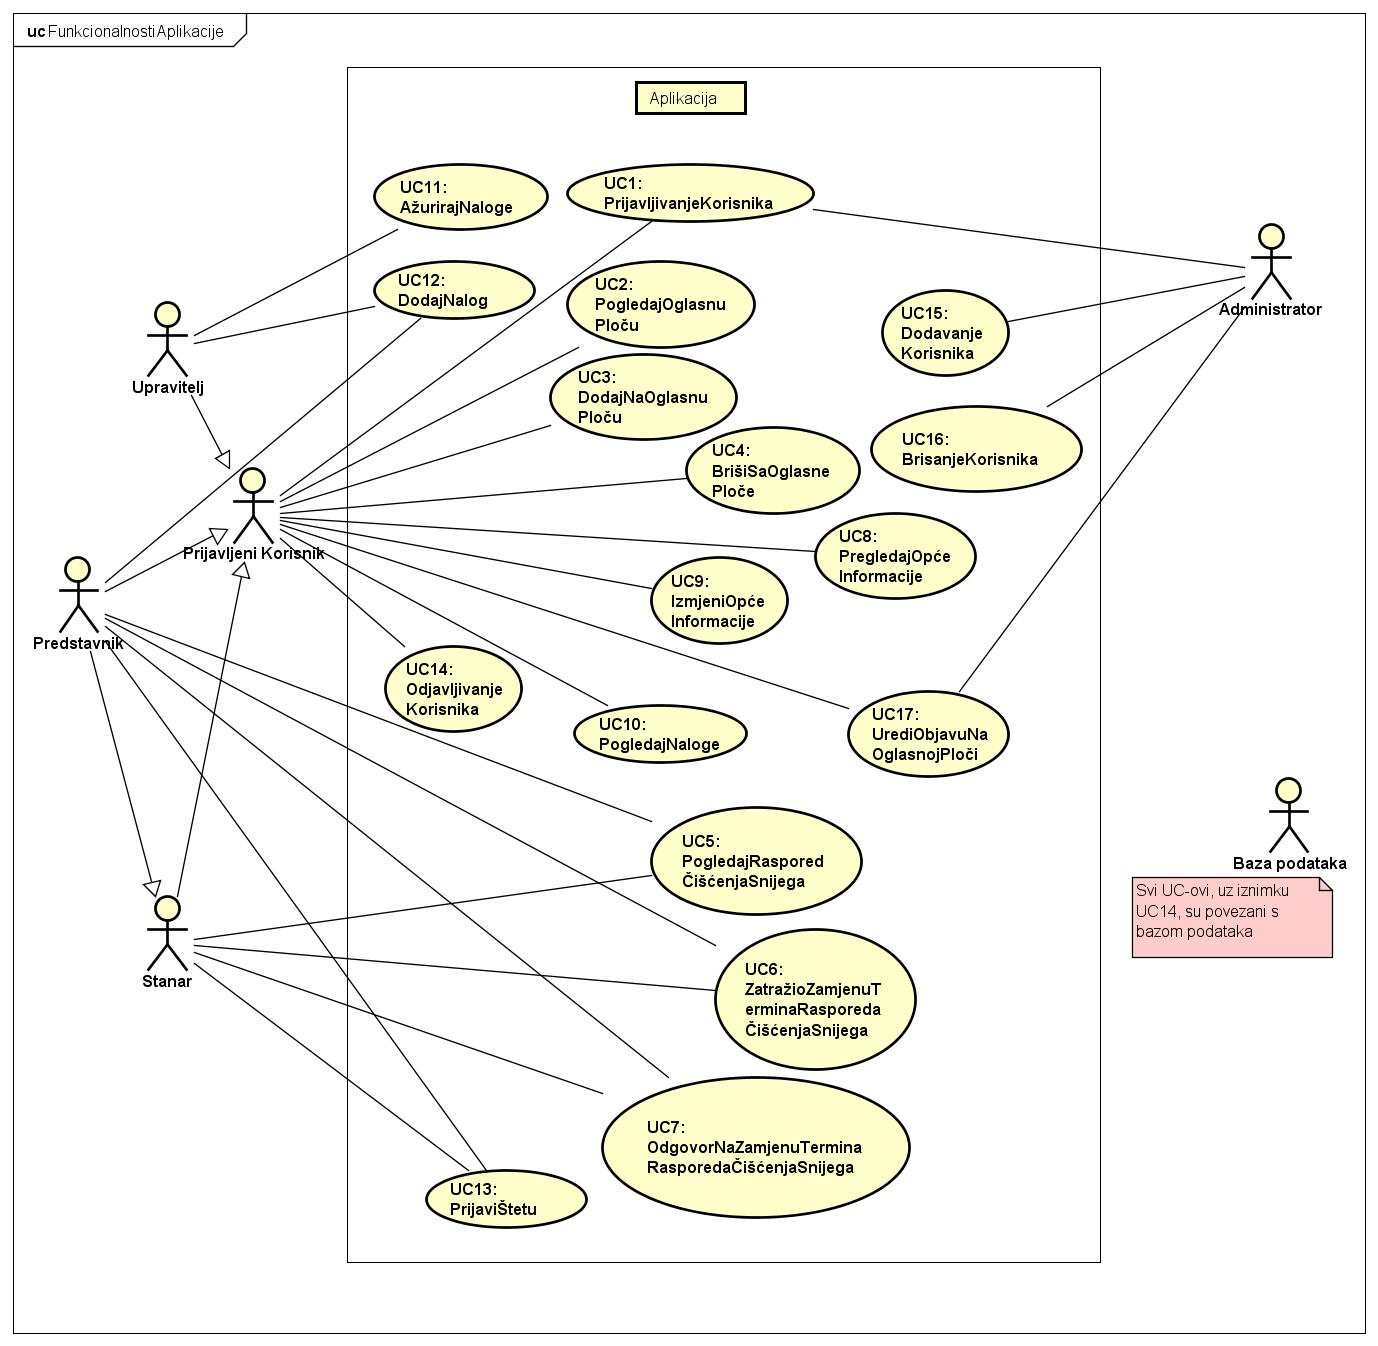 uc FunkcionalnostiAplikacije
Aplikacija
UC11:
AžurirajNaloge
UC1:
PrijavljivanjeKorisnika
UC12:
DodajNalog
UC2:
PogledajOglasnu
Ploču
UC15:
Dodavanje
Korisnika
Administrator
Upravitelj
UC3:
DodajNaOglasnu
Ploču
UC4:
BrišiSaOglasne
Ploče
UC16:
BrisanjeKorisnika
Prijavljeni Korisnik
UC8:
PregledajOpće
Informacije
UC9:
IzmjeniOpće
Informacije
Predstavnik
UC14:
Odjavljivanje
Korisnika
UC10:
PogledajNaloge
UC17:
UrediObjavuNa
OglasnojPloči
UC5:
PogledajRaspored
ČišćenjaSnijega
Baza podataka
Svi UC-ovi, uz iznimku
UC14, su povezani s
bazom podataka
Stanar
UC6:
ZatražioZamjenuT
erminaRasporeda
ČišćenjaSnijega
UC7:
OdgovorNaZamjenuTermina
RasporedaČišćenjaSnijega
UC13:
PrijaviŠtetu